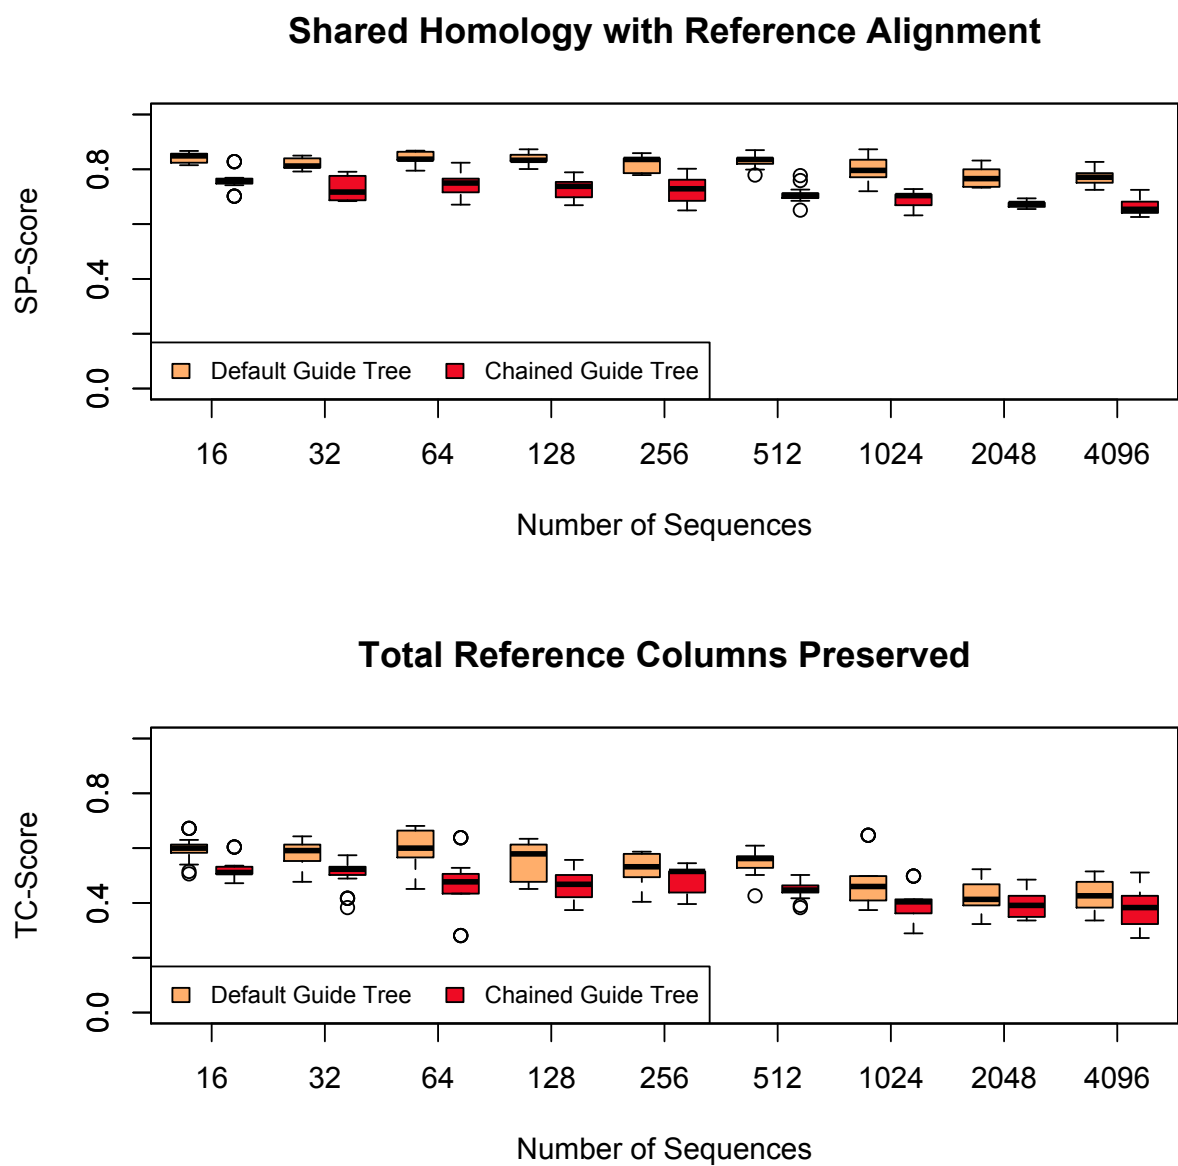 Shared Homology with Reference Alignment
SP-Score
0.8
0.4
0.0
Default Guide Tree Chained Guide Tree
16 32 64 128 256 512 1024 2048 4096
Number of Sequences
Total Reference Columns Preserved
TC-Score
0.8
0.4
0.0
Default Guide Tree Chained Guide Tree
16 32 64 128 256 512 1024 2048 4096
Number of Sequences